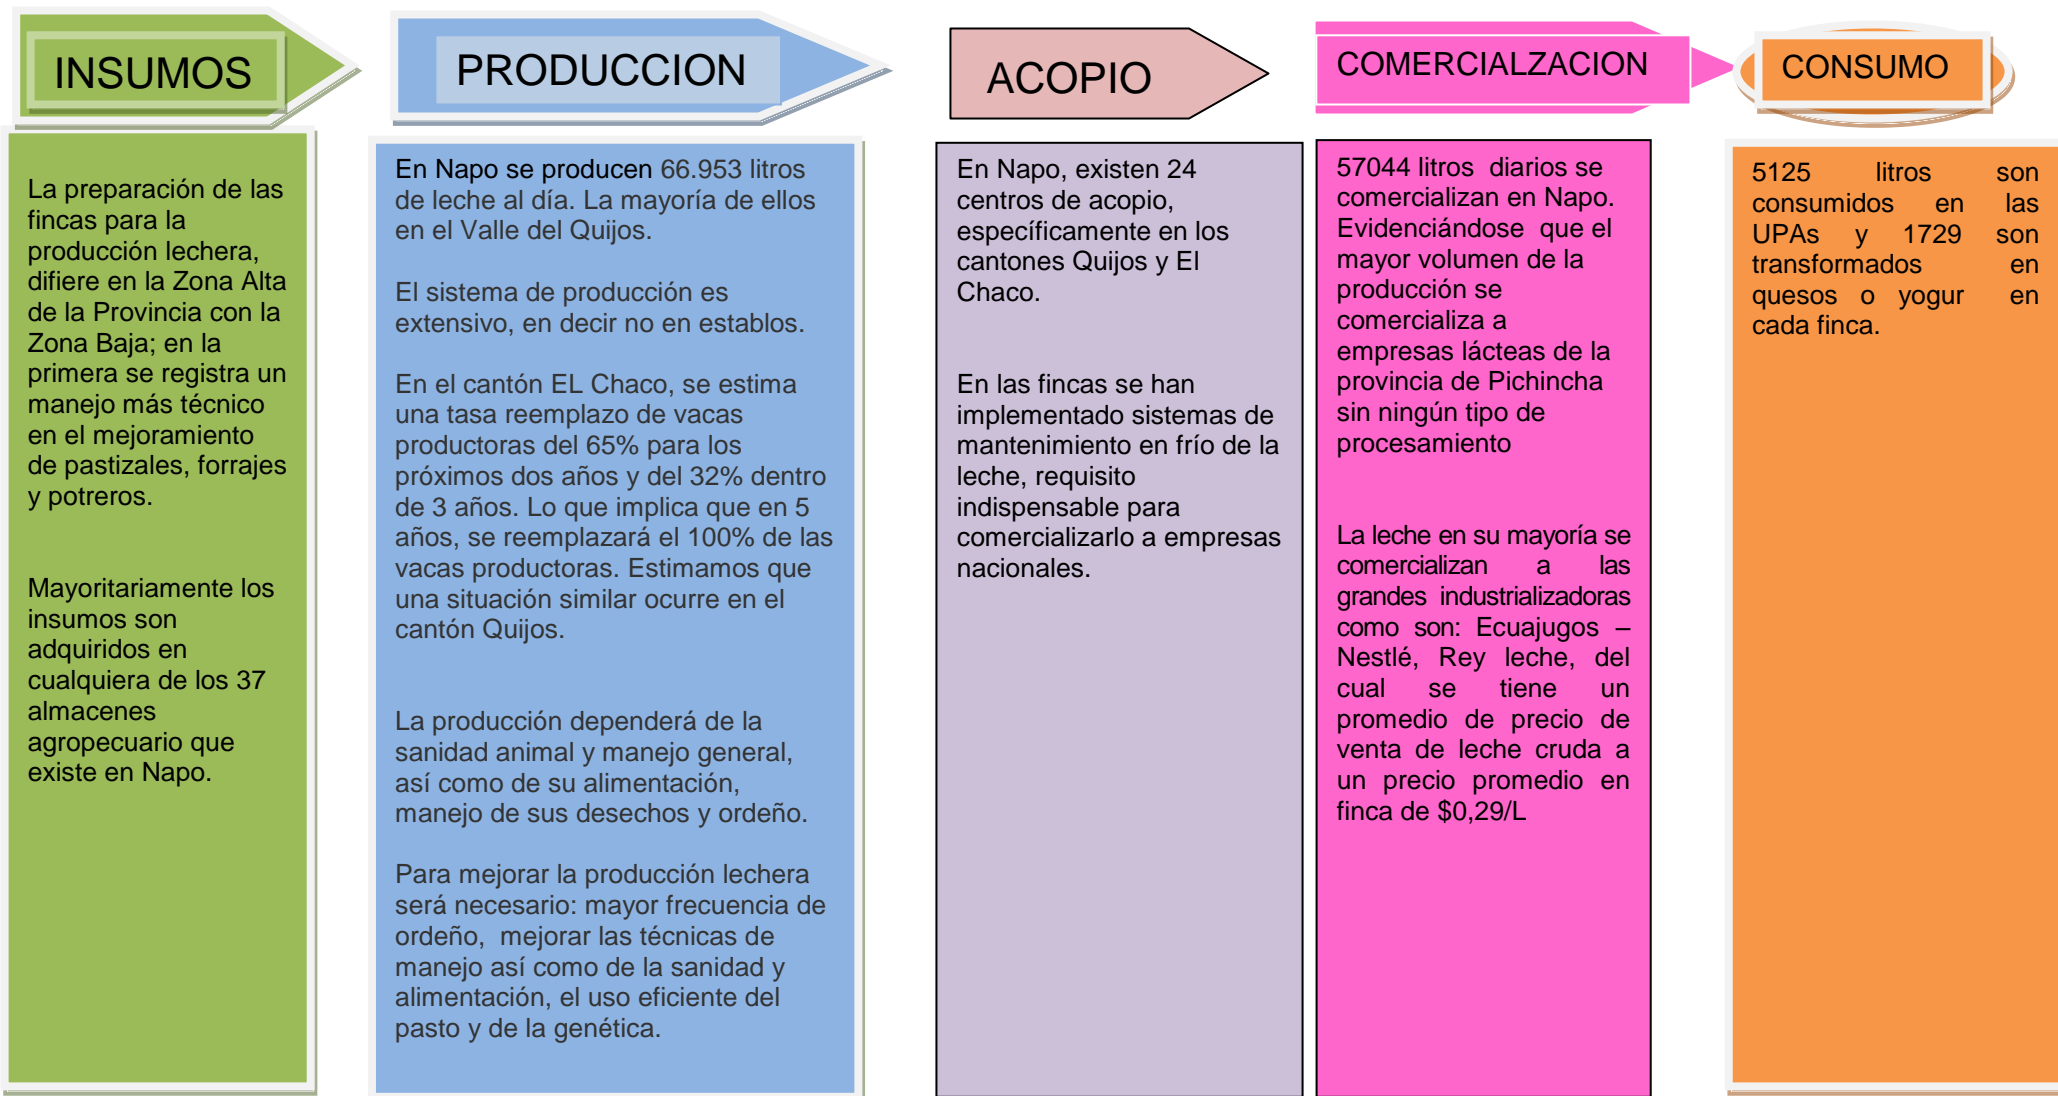 INSUMOS
PRODUCCION
ACOPIO
COMERCIALZACION
CONSUMO
La preparación de las
fincas para la
producción lechera,
difiere en la Zona Alta
de la Provincia con la
Zona Baja; en la
primera se registra un
manejo más técnico
en el mejoramiento
de pastizales, forrajes
y potreros.
Mayoritariamente los
insumos son
adquiridos en
cualquiera de los 37
almacenes
agropecuario que
existe en Napo.
En Napo se producen 66.953 litros
de leche al día. La mayoría de ellos
en el Valle del Quijos.
El sistema de producción es
extensivo, en decir no en establos.
En el cantón EL Chaco, se estima
una tasa reemplazo de vacas
productoras del 65% para los
próximos dos años y del 32% dentro
de 3 años. Lo que implica que en 5
años, se reemplazará el 100% de las
vacas productoras. Estimamos que
una situación similar ocurre en el
cantón Quijos.
La producción dependerá de la
sanidad animal y manejo general,
así como de su alimentación,
manejo de sus desechos y ordeño.
Para mejorar la producción lechera
será necesario: mayor frecuencia de
ordeño, mejorar las técnicas de
manejo así como de la sanidad y
alimentación, el uso eficiente del
pasto y de la genética.
En Napo, existen 24
centros de acopio,
específicamente en los
cantones Quijos y El
Chaco.
En las fincas se han
implementado sistemas de
mantenimiento en frío de la
leche, requisito
indispensable para
comercializarlo a empresas
nacionales.
57044 litros diarios se
comercializan en Napo.
Evidenciándose que el
mayor volumen de la
producción se
comercializa a
empresas lácteas de la
provincia de Pichincha
sin ningún tipo de
procesamiento
La leche en su mayoría se
comercializan a las
grandes industrializadoras
como son: Ecuajugos –
Nestlé, Rey leche, del
cual se tiene un
promedio de precio de
venta de leche cruda a
un precio promedio en
finca de $0,29/L
5125 litros son
consumidos en las
UPAs y 1729 son
transformados en
quesos o yogur en
cada finca.